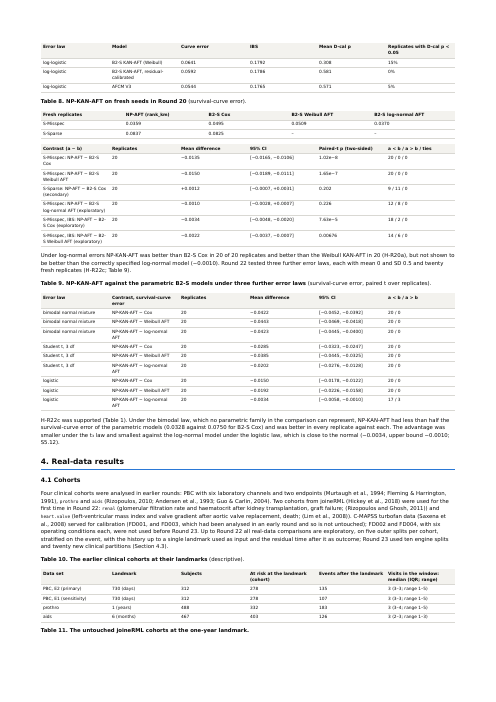 Error law Model Curve error IBS Mean D-cal p Replicates with D-cal p < 0.05
log-logistic B2-S KAN-AFT (Weibull) 0.0641 0.1792 0.308 15%
log-logistic B2-S KAN-AFT, residual-calibrated 0.0592 0.1786 0.581 0%
log-logistic AFCM V3 0.0543 0.1765 0.571 5%
Table 8. NP-KAN-AFT on fresh seeds in Round 20 (survival-curve error).
Fresh replicates NP-AFT (rank_km) B2-S Cox B2-S Weibull AFT B2-S log-normal AFT
S-Misspec 0.0359 0.0495 0.0509 0.0370
S-Sparse 0.0837 0.0825 – –
Contrast (a − b) Replicates Mean difference 95% CI Paired-t p (two-sided) a < b / a > b / ties
S-Misspec: NP-AFT − B2-S Cox 20 −0.0135 [−0.0165, −0.0106] 1.02e−8 20 / 0 / 0
S-Misspec: NP-AFT − B2-S Weibull AFT 20 −0.0150 [−0.0189, −0.0111] 1.65e−7 20 / 0 / 0
S-Sparse: NP-AFT − B2-S Cox (secondary) 20 +0.0012 [−0.0007, +0.0031] 0.202 9 / 11 / 0
S-Misspec: NP-AFT − B2-S log-normal AFT (exploratory) 20 −0.0010 [−0.0028, +0.0007] 0.226 12 / 8 / 0
S-Misspec, IBS: NP-AFT − B2-S Cox (exploratory) 20 −0.0034 [−0.0048, −0.0020] 7.63e−5 18 / 2 / 0
S-Misspec, IBS: NP-AFT − B2-S Weibull AFT (exploratory) 20 −0.0022 [−0.0037, −0.0007] 0.00676 14 / 6 / 0
Under log-normal errors NP-KAN-AFT was better than B2-S Cox in 20 of 20 replicates and better than the Weibull KAN-AFT in 20 (H-R20a), but not shown to
be better than the correctly specified log-normal model (−0.0010). Round 22 tested three further error laws, each with mean 0 and SD 0.5 and twenty
fresh replicates (H-R22c; Table 9).
Table 9. NP-KAN-AFT against the parametric B2-S models under three further error laws (survival-curve error, paired t over replicates).
Error law Contrast, survival-curve error Replicates Mean difference 95% CI a < b / a > b
bimodal normal mixture NP-KAN-AFT − Cox 20 −0.0422 [−0.0452, −0.0392] 20 / 0
bimodal normal mixture NP-KAN-AFT − Weibull AFT 20 −0.0443 [−0.0469, −0.0418] 20 / 0
bimodal normal mixture NP-KAN-AFT − log-normal AFT 20 −0.0423 [−0.0445, −0.0400] 20 / 0
Student t, 3 df NP-KAN-AFT − Cox 20 −0.0285 [−0.0323, −0.0247] 20 / 0
Student t, 3 df NP-KAN-AFT − Weibull AFT 20 −0.0385 [−0.0445, −0.0325] 20 / 0
Student t, 3 df NP-KAN-AFT − log-normal AFT 20 −0.0202 [−0.0276, −0.0128] 20 / 0
logistic NP-KAN-AFT − Cox 20 −0.0150 [−0.0178, −0.0122] 20 / 0
logistic NP-KAN-AFT − Weibull AFT 20 −0.0192 [−0.0226, −0.0158] 20 / 0
logistic NP-KAN-AFT − log-normal AFT 20 −0.0034 [−0.0058, −0.0010] 17 / 3
H-R22c was supported (Table 1). Under the bimodal law, which no parametric family in the comparison can represent, NP-KAN-AFT had less than half the
survival-curve error of the parametric models (0.0328 against 0.0750 for B2-S Cox) and was better in every replicate against each. The advantage was
smaller under the t₃ law and smallest against the log-normal model under the logistic law, which is close to the normal (−0.0034, upper bound −0.0010;
S5.12).
4. Real-data results
4.1 Cohorts
Four clinical cohorts were analysed in earlier rounds: PBC with six laboratory channels and two endpoints (Murtaugh et al., 1994; Fleming & Harrington,
1991), prothro and aids (Rizopoulos, 2010; Andersen et al., 1993; Guo & Carlin, 2004). Two cohorts from joineRML (Hickey et al., 2018) were used for the
first time in Round 22: renal (glomerular filtration rate and haematocrit after kidney transplantation, graft failure; (Rizopoulos and Ghosh, 2011)) and
heart.valve (left-ventricular mass index and valve gradient after aortic valve replacement, death; (Lim et al., 2008)). C-MAPSS turbofan data (Saxena et
al., 2008) served for calibration (FD001, and FD003, which had been analysed in an early round and so is not untouched); FD002 and FD004, with six
operating conditions each, were not used before Round 23. Up to Round 22 all real-data comparisons are exploratory, on five outer splits per cohort,
stratified on the event, with the history up to a single landmark used as input and the residual time after it as outcome; Round 23 used ten engine splits
and twenty new clinical partitions (Section 4.3).
Table 10. The earlier clinical cohorts at their landmarks (descriptive).
Data set Landmark Subjects At risk at the landmark (cohort) Events after the landmark Visits in the window: median (IQR; range)
PBC, E2 (primary) 730 (days) 312 278 135 3 (3–3; range 1–5)
PBC, E1 (sensitivity) 730 (days) 312 278 107 3 (3–3; range 1–5)
prothro 1 (years) 488 332 183 3 (3–4; range 1–5)
aids 6 (months) 467 403 126 3 (2–3; range 1–3)
Table 11. The untouched joineRML cohorts at the one-year landmark.